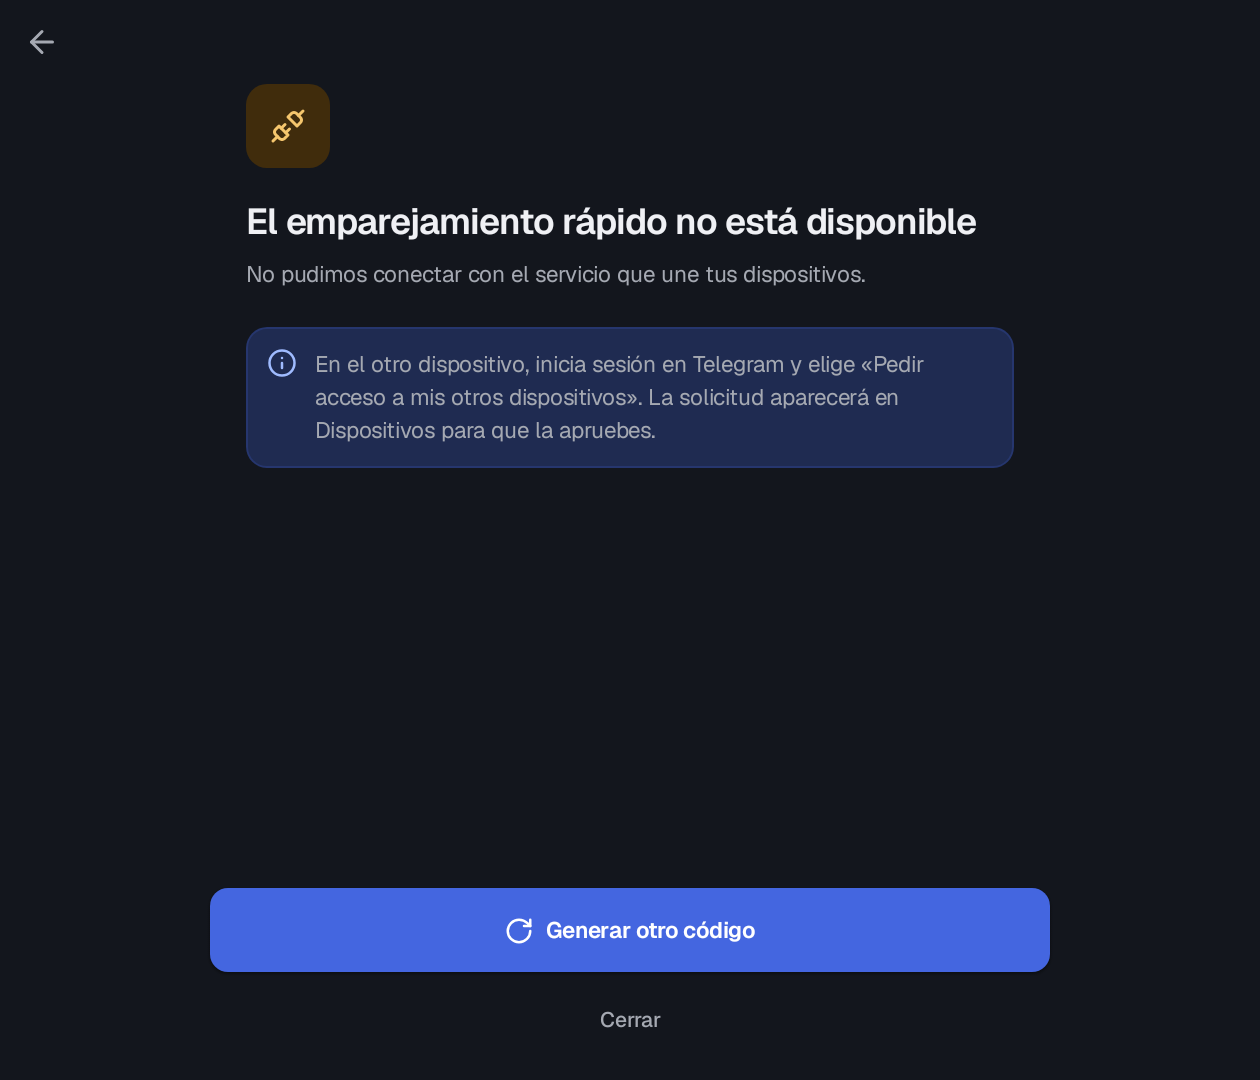 El emparejamiento rápido no está disponible
No pudimos conectar con el servicio que une tus dispositivos.
En el otro dispositivo, inicia sesión en Telegram y elige «Pedir
acceso a mis otros dispositivos». La solicitud aparecerá en
Dispositivos para que la apruebes.
Generar otro código
Cerrar